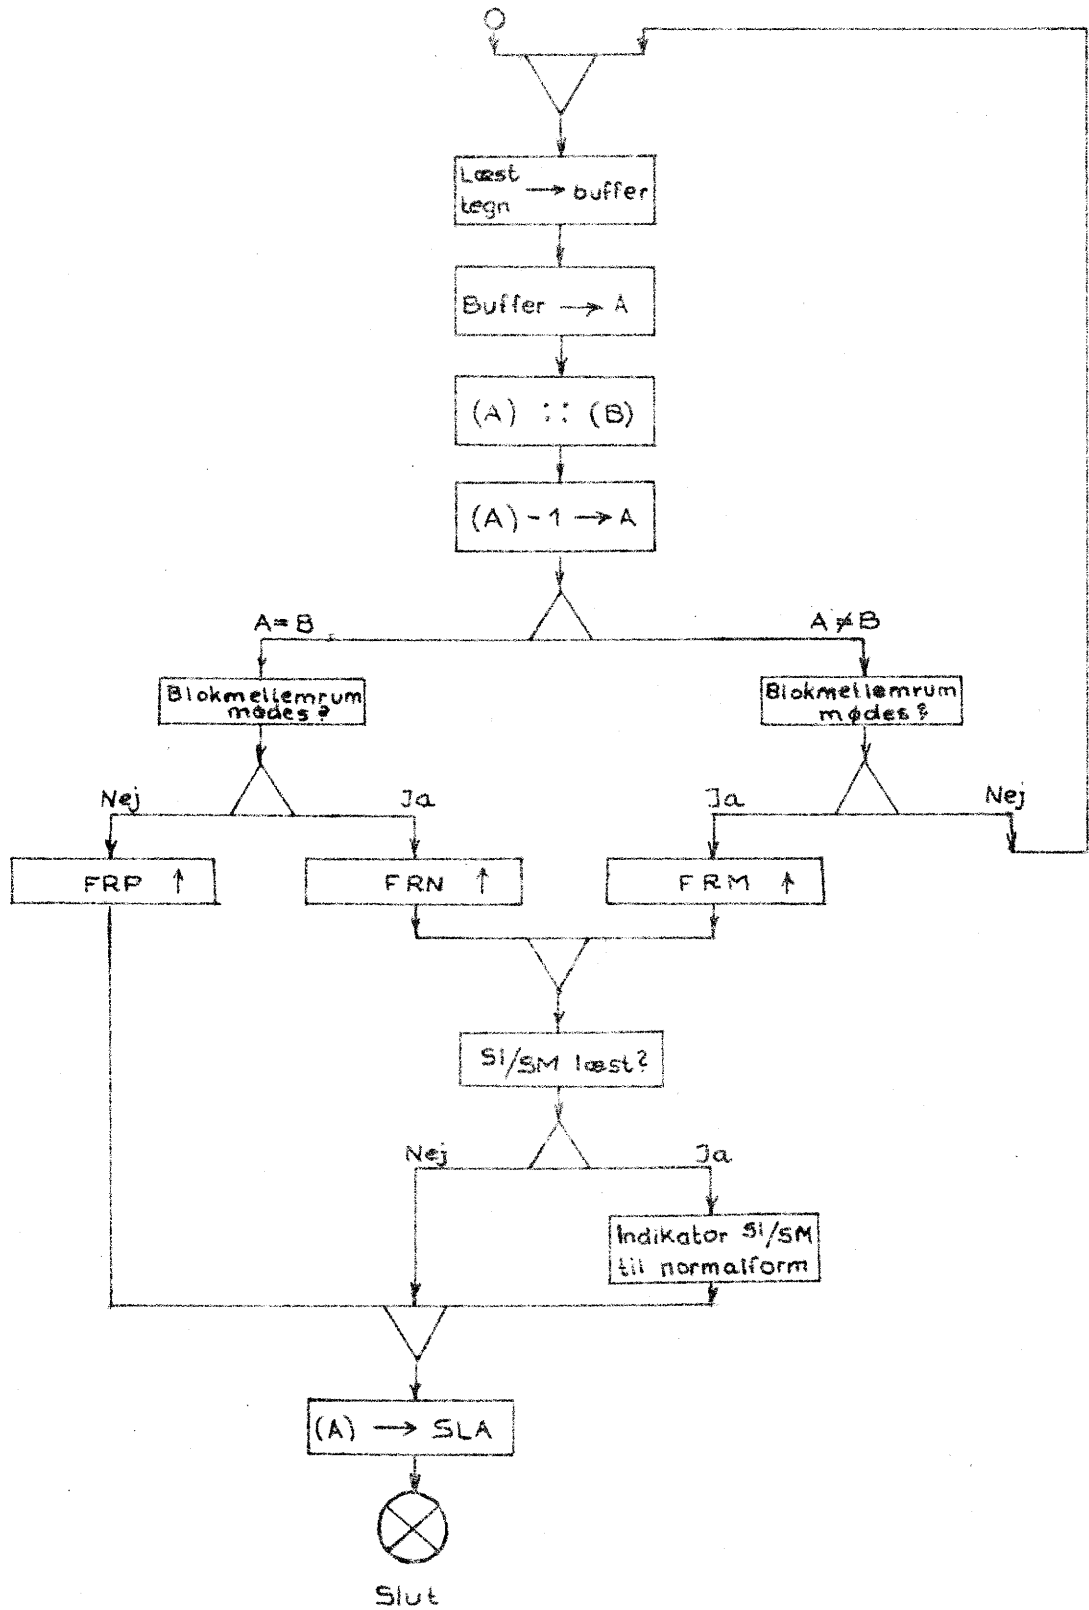 Læst
tegn → buffer
Buffer → A
(A) :: (B)
(A) - 1 → A
A = B
A ≠ B
Blokmellemrum
mødes?
Blokmellemrum
mødes?
Nej
Ja
Ja
Nej
FRP ↑
FRN ↑
FRM ↑
SI/SM læst?
Nej
Ja
Indikator SI/SM
til normalform
(A) → SLA
Slut